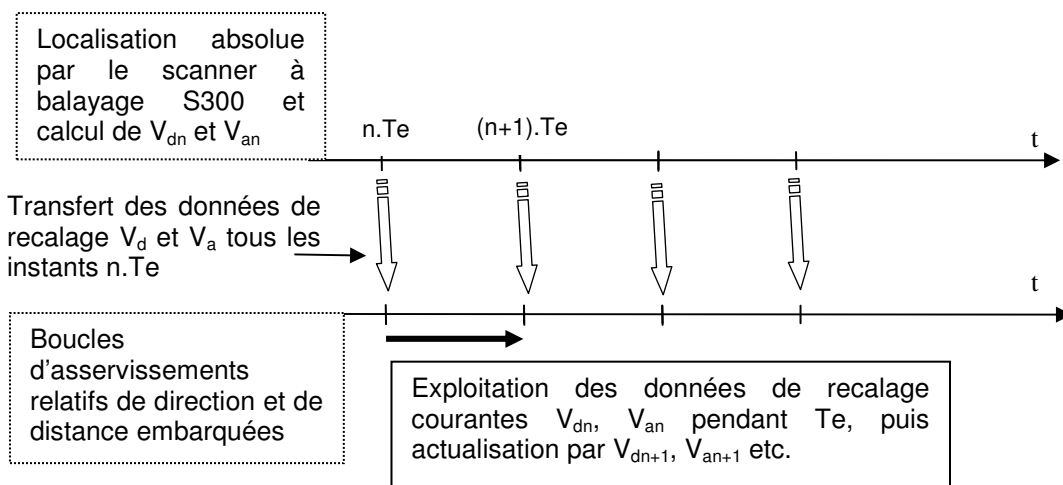 Localisation absolue
par le scanner à
balayage S300 et
calcul de Vdn et Van
n.Te
(n+1).Te
t
Transfert des données de
recalage Vd et Va tous les
instants n.Te
t
Boucles
d'asservissements
relatifs de direction et de
distance embarquées
Exploitation des données de recalage
courantes Vdn, Van pendant Te, puis
actualisation par Vdn+1, Van+1 etc.